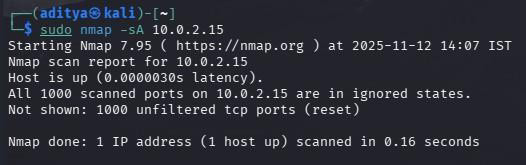 ┌──(aditya㉿kali)-[~]
└─$ sudo nmap -sA 10.0.2.15
Starting Nmap 7.95 ( https://nmap.org ) at 2025-11-12 14:07 IST
Nmap scan report for 10.0.2.15
Host is up (0.0000030s latency).
All 1000 scanned ports on 10.0.2.15 are in ignored states.
Not shown: 1000 unfiltered tcp ports (reset)
Nmap done: 1 IP address (1 host up) scanned in 0.16 seconds